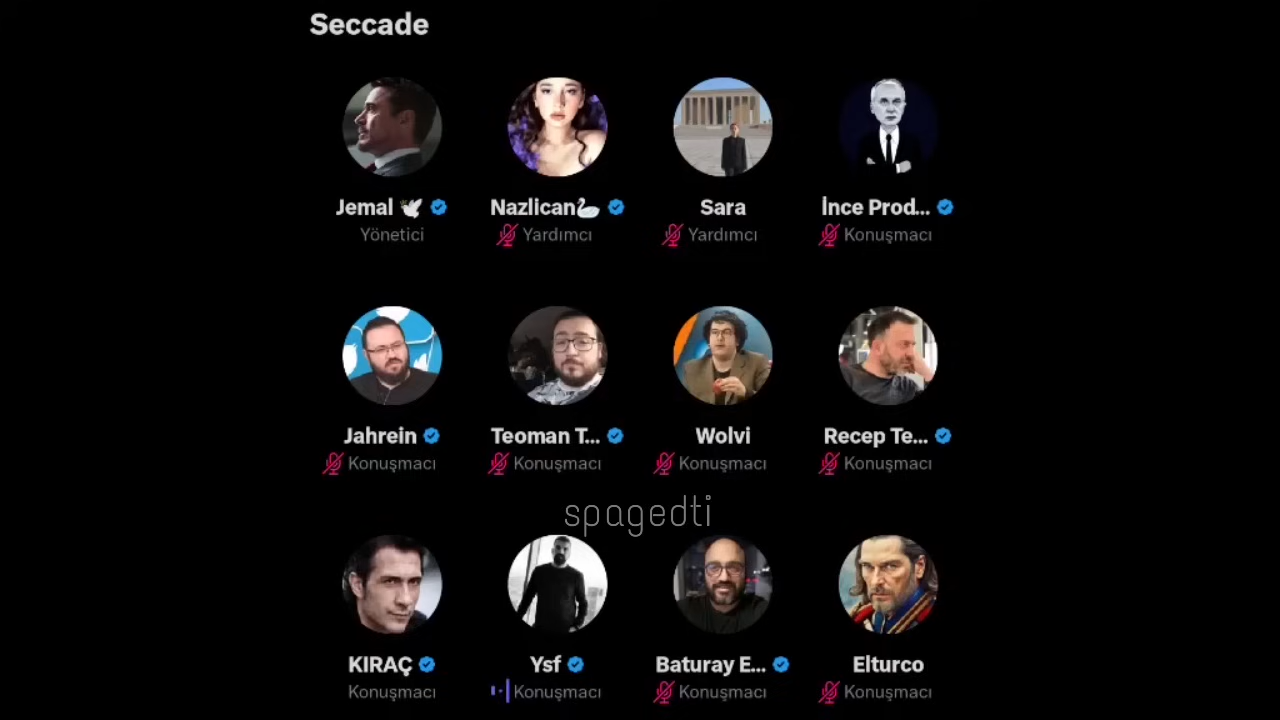 Seccade
Jemal 🕊
Nazlican🦢
Sara
İnce Prod...
Yönetici
Yardımcı
Yardımcı
Konuşmacı
Jahrein
Teoman T...
Wolvi
Recep Te...
Konuşmacı
Konuşmacı
Konuşmacı
Konuşmacı
spagedti
KIRAÇ
Ysf
Baturay E...
Elturco
Konuşmacı
Konuşmacı
Konuşmacı
Konuşmacı